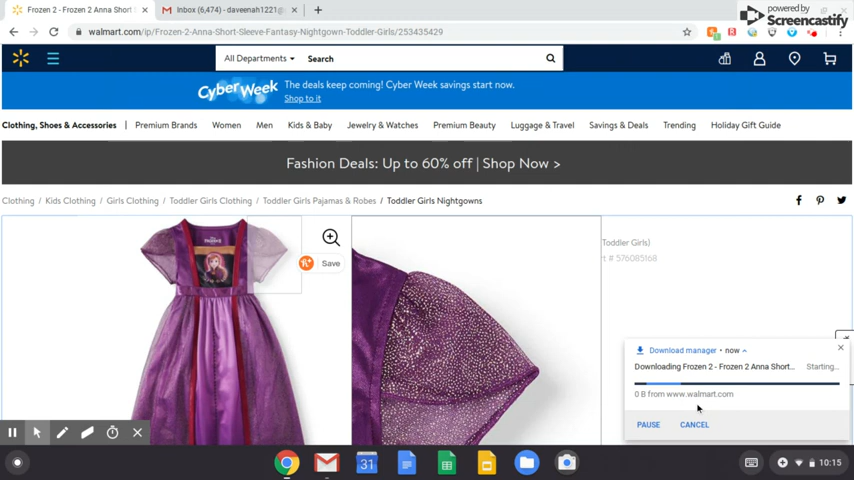 Frozen 2 - Frozen 2 Anna Short
Inbox (6,474) - daveenah1221
powered by
Screencastify
walmart.com/ip/Frozen-2-Anna-Short-Sleeve-Fantasy-Nightgown-Toddler-Girls/253435429
All Departments
Search
Cyber Week
The deals keep coming! Cyber Week savings start now.
Shop to it
Clothing, Shoes & Accessories
Premium Brands
Women
Men
Kids & Baby
Jewelry & Watches
Premium Beauty
Luggage & Travel
Savings & Deals
Trending
Holiday Gift Guide
Fashion Deals: Up to 60% off | Shop Now >
Clothing / Kids Clothing / Girls Clothing / Toddler Girls Clothing / Toddler Girls Pajamas & Robes / Toddler Girls Nightgowns
Save
Toddler Girls)
t # 576085168
Download manager • now
Downloading Frozen 2 - Frozen 2 Anna Short... Starting...
0 B from www.walmart.com
PAUSE
CANCEL
31
10:15